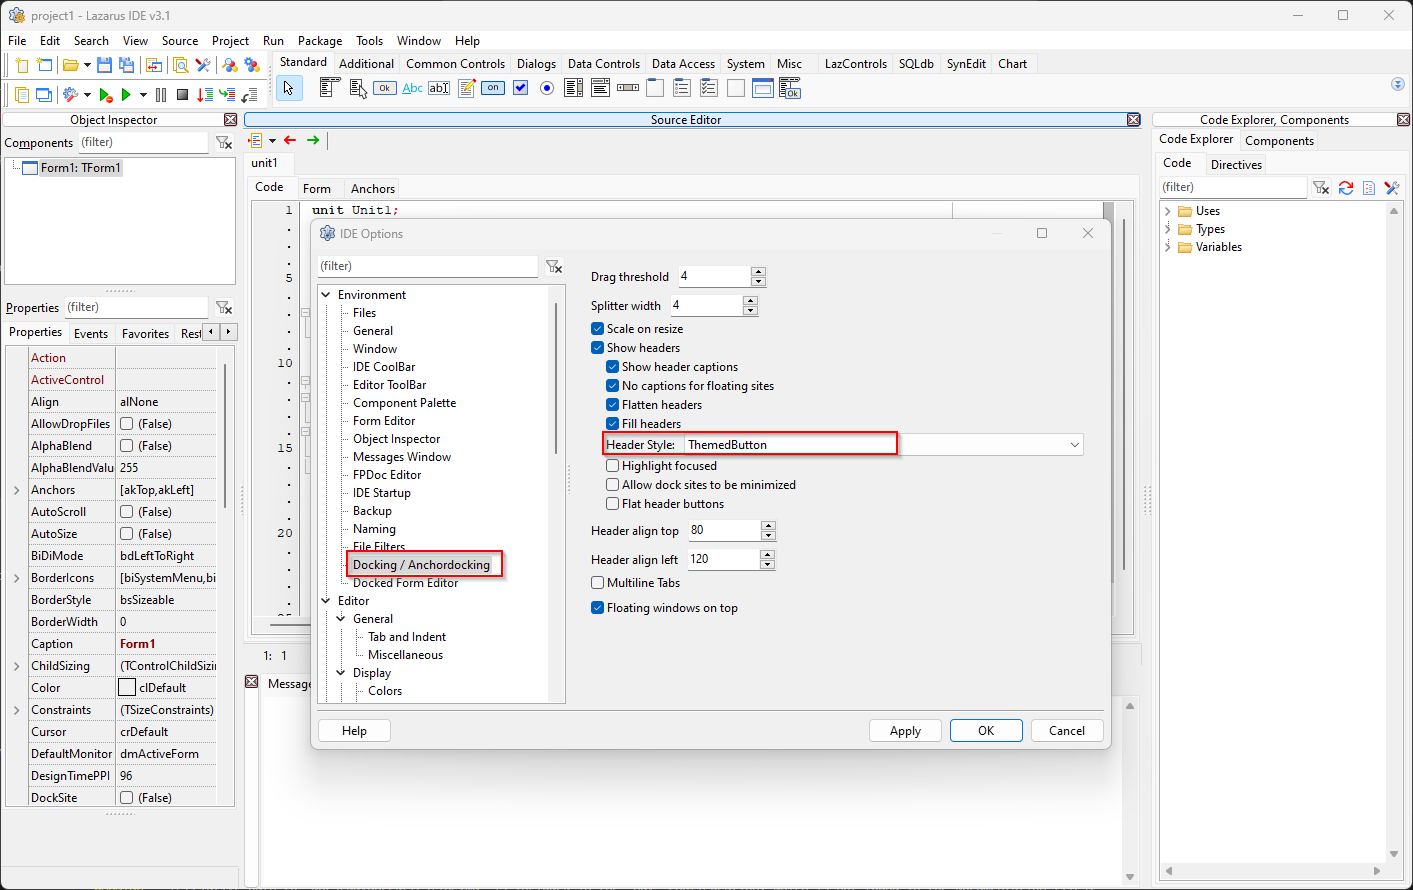 project1 - Lazarus IDE v3.1
File Edit Search View Source Project Run Package Tools Window Help
Standard Additional Common Controls Dialogs Data Controls Data Access System Misc LazControls SQLdb SynEdit Chart
Ok Abc abI on Ok
Object Inspector
Components (filter)
Form1: TForm1
Properties (filter)
Properties Events Favorites Rest
Action
ActiveControl
Align alNone
AllowDropFiles (False)
AlphaBlend (False)
AlphaBlendValu 255
Anchors [akTop,akLeft]
AutoScroll (False)
AutoSize (False)
BiDiMode bdLeftToRight
BorderIcons [biSystemMenu,bi
BorderStyle bsSizeable
BorderWidth 0
Caption Form1
ChildSizing (TControlChildSizi
Color clDefault
Constraints (TSizeConstraints)
Cursor crDefault
DefaultMonitor dmActiveForm
DesignTimePPI 96
DockSite (False)
Source Editor
unit1
Code Form Anchors
1 unit Unit1;
5
10
15
20
1: 1
Message
IDE Options
(filter)
Environment
Files
General
Window
IDE CoolBar
Editor ToolBar
Component Palette
Form Editor
Object Inspector
Messages Window
FPDoc Editor
IDE Startup
Backup
Naming
File Filters
Docking / Anchordocking
Docked Form Editor
Editor
General
Tab and Indent
Miscellaneous
Display
Colors
Drag threshold 4
Splitter width 4
Scale on resize
Show headers
Show header captions
No captions for floating sites
Flatten headers
Fill headers
Header Style: ThemedButton
Highlight focused
Allow dock sites to be minimized
Flat header buttons
Header align top 80
Header align left 120
Multiline Tabs
Floating windows on top
Help Apply OK Cancel
Code Explorer, Components
Code Explorer Components
Code Directives
(filter)
Uses
Types
Variables